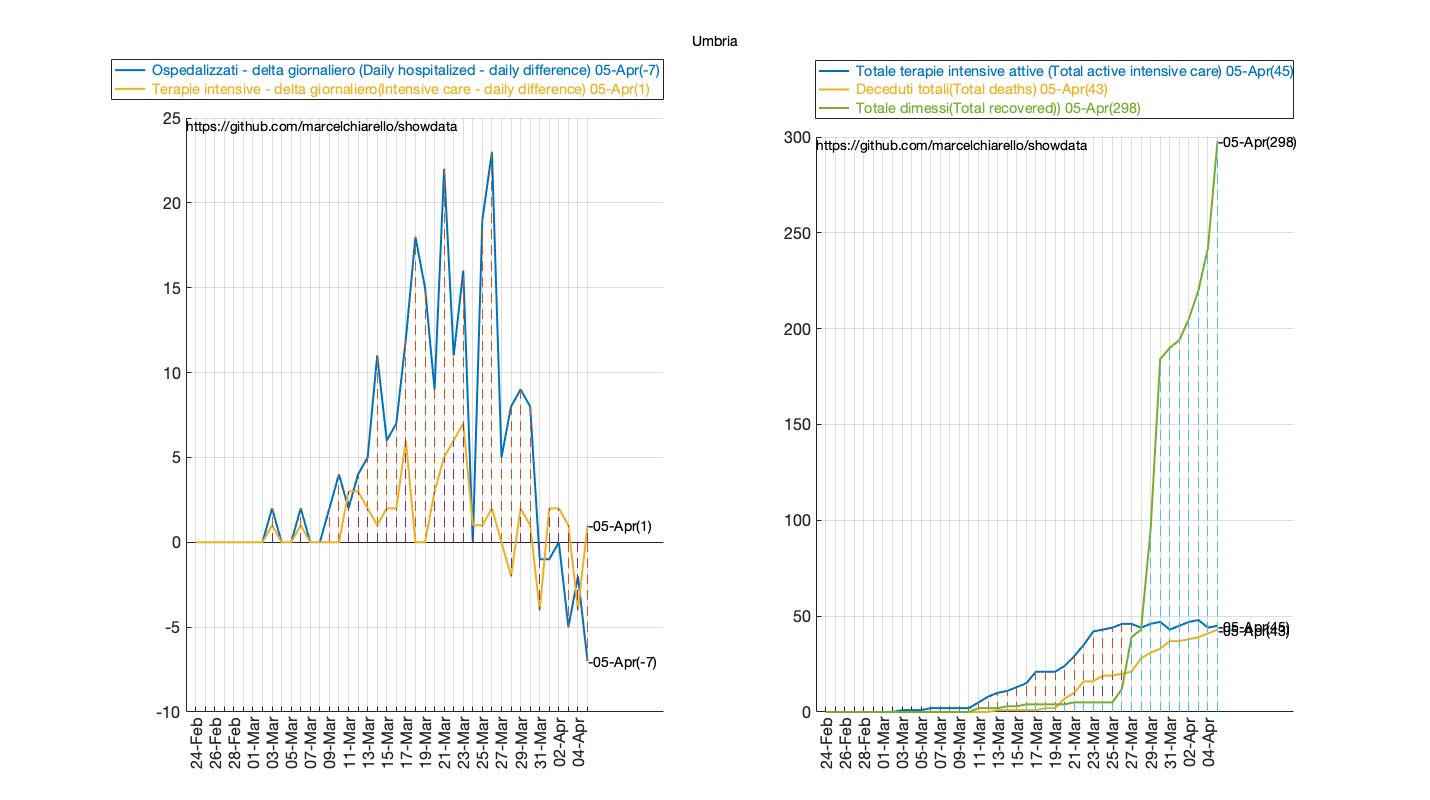 Umbria
Ospedalizzati - delta giornaliero (Daily hospitalized - daily difference) 05-Apr(-7)
Terapie intensive - delta giornaliero(Intensive care - daily difference) 05-Apr(1)
https://github.com/marcelchiarello/showdata
25
20
15
10
5
0
-5
-10
-05-Apr(1)
-05-Apr(-7)
24-Feb
26-Feb
28-Feb
01-Mar
03-Mar
05-Mar
07-Mar
09-Mar
11-Mar
13-Mar
15-Mar
17-Mar
19-Mar
21-Mar
23-Mar
25-Mar
27-Mar
29-Mar
31-Mar
02-Apr
04-Apr
Totale terapie intensive attive (Total active intensive care) 05-Apr(45)
Deceduti totali(Total deaths) 05-Apr(43)
Totale dimessi(Total recovered)) 05-Apr(298)
https://github.com/marcelchiarello/showdata
300
250
200
150
100
50
0
-05-Apr(298)
-05-Apr(45)
-05-Apr(43)
24-Feb
26-Feb
28-Feb
01-Mar
03-Mar
05-Mar
07-Mar
09-Mar
11-Mar
13-Mar
15-Mar
17-Mar
19-Mar
21-Mar
23-Mar
25-Mar
27-Mar
29-Mar
31-Mar
02-Apr
04-Apr